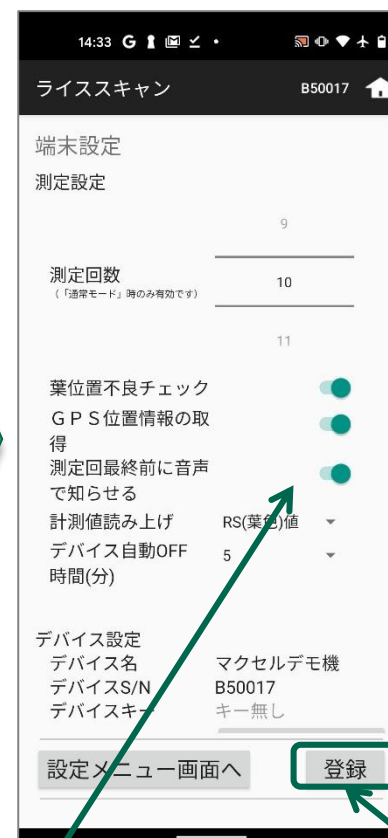 14:33 G
ライススキャン B50017
端末設定
測定設定
9
測定回数
(「通常モード」時のみ有効です)
10
11
葉位置不良チェック
GPS位置情報の取
得
測定回最終前に音声
で知らせる
計測値読み上げ RS(葉色)値
デバイス自動OFF
時間(分)
5
デバイス設定
デバイス名 マクセルデモ機
デバイスS/N B50017
デバイスキー キー無し
設定メニュー画面へ 登録